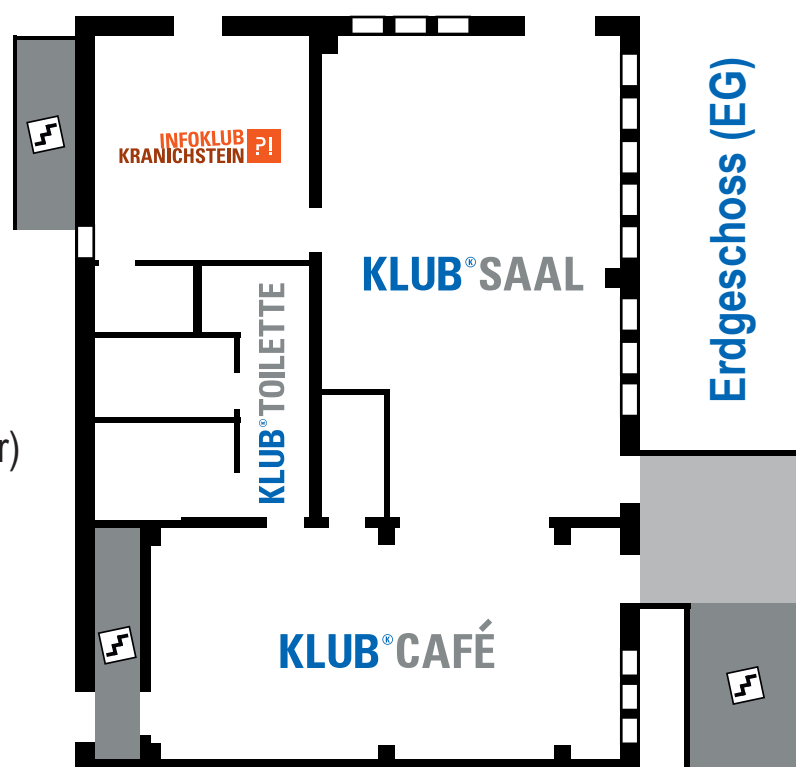 INFOKLUB
KRANICHSTEIN ?!
KLUB®SAAL
Erdgeschoss (EG)
KLUB®TOILETTE
r)
KLUB®CAFÉ